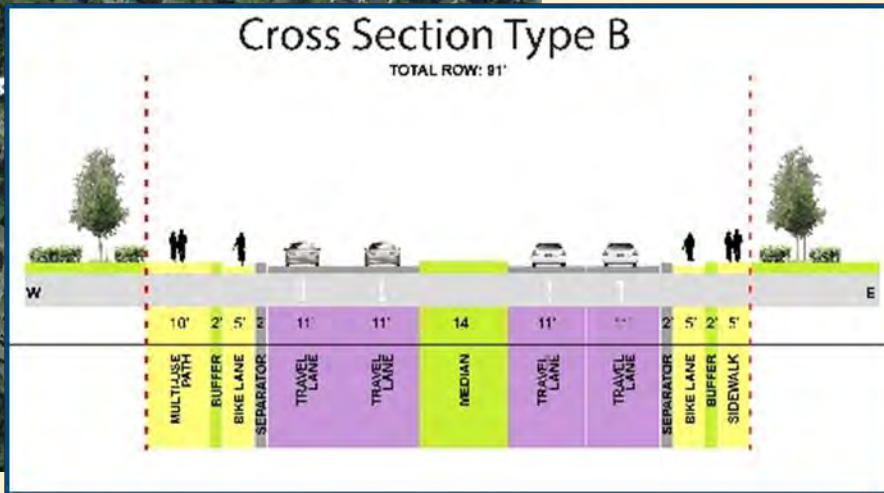 Cross Section Type B
TOTAL ROW: 91'
W
E
10' 2' 5' 2' 11' 11' 14 11' 11' 2' 5' 2' 5'
MULTI-USE PATH
BUFFER
BIKE LANE
SEPARATOR
TRAVEL LANE
TRAVEL LANE
MEDIAN
TRAVEL LANE
TRAVEL LANE
SEPARATOR
BIKE LANE
BUFFER
SIDEWALK